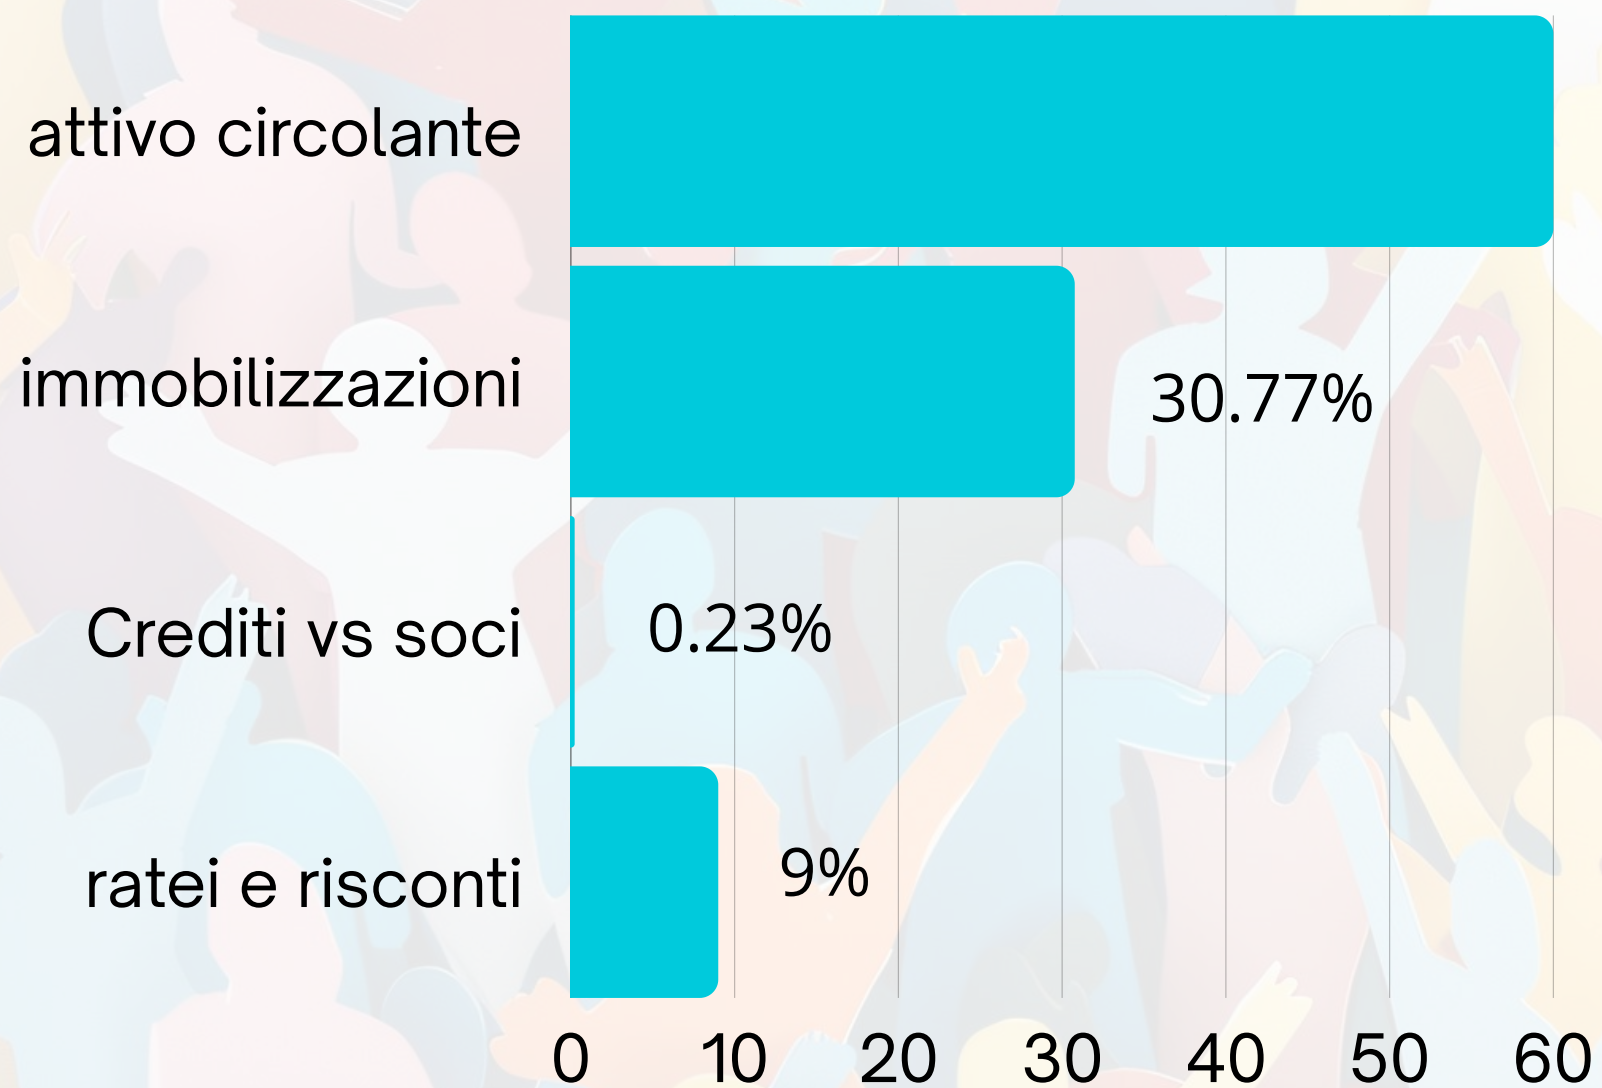 attivo circolante
immobilizzazioni
30.77%
Crediti vs soci
0.23%
ratei e risconti
9%
0 10 20 30 40 50 60